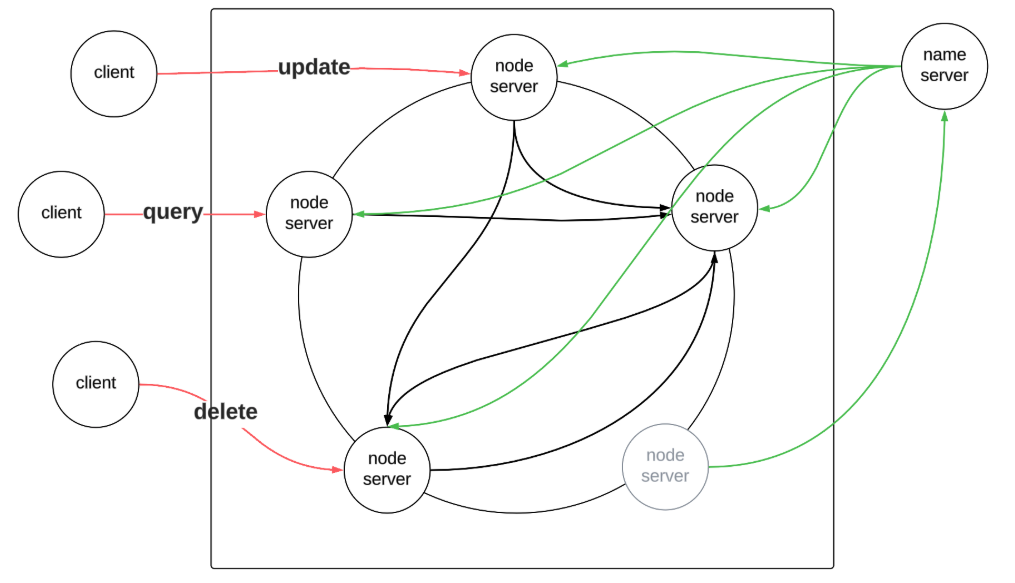 client
update
node
server
name
server
client
query
node
server
node
server
client
delete
node
server
node
server